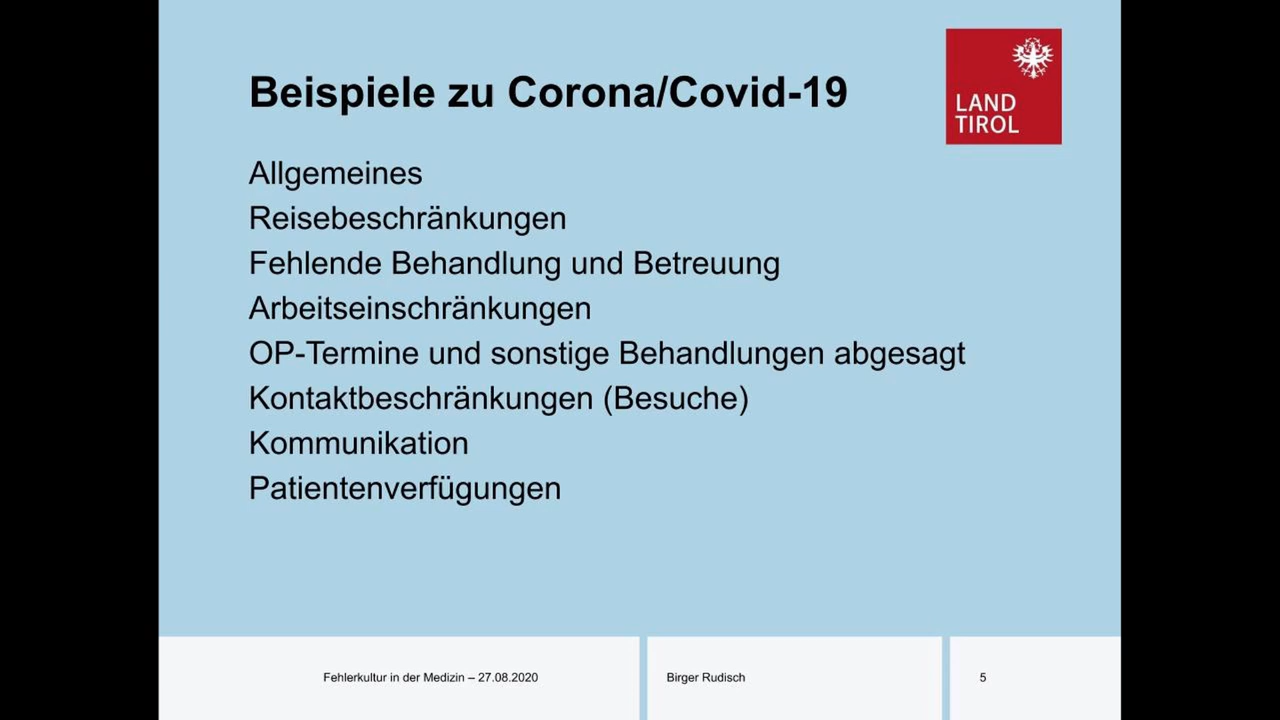 Beispiele zu Corona/Covid-19
LAND
TIROL
Allgemeines
Reisebeschränkungen
Fehlende Behandlung und Betreuung
Arbeitseinschränkungen
OP-Termine und sonstige Behandlungen abgesagt
Kontaktbeschränkungen (Besuche)
Kommunikation
Patientenverfügungen
Fehlerkultur in der Medizin – 27.08.2020
Birger Rudisch
5